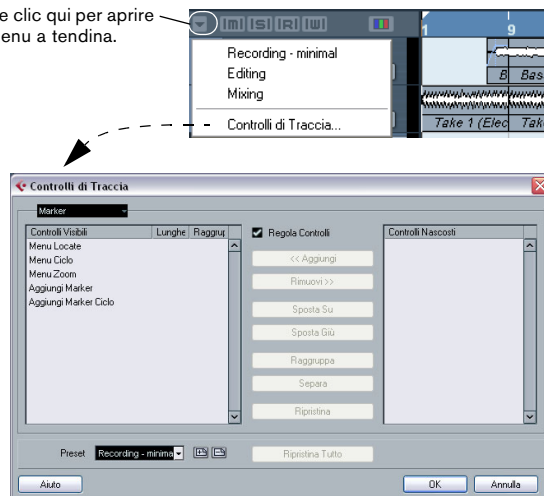 e clic qui per aprire
enu a tendina.
m S R W
1 9
Recording - minimal
Editing
Mixing
Controlli di Traccia...
B Bas
Take 1 (Elec Tak
Controlli di Traccia
Marker
Controlli Visibili Lunghe Raggrup
Menu Locate
Menu Ciclo
Menu Zoom
Aggiungi Marker
Aggiungi Marker Ciclo
Regola Controlli
<< Aggiungi
Rimuovi >>
Sposta Su
Sposta Giù
Raggruppa
Separa
Ripristina
Controlli Nascosti
Preset Recording - minima
Ripristina Tutto
Aiuto OK Annulla